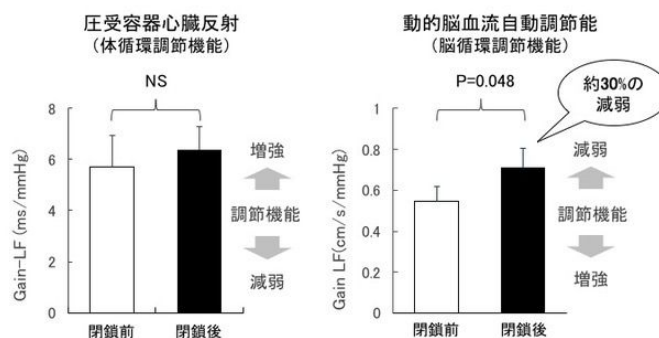 圧受容器心臓反射
(体循環調節機能)
NS
Gain-LF (ms/mmHg)
8
6
4
2
0
増強
調節機能
減弱
閉鎖前
閉鎖後
動的脳血流自動調節能
(脳循環調節機能)
P=0.048
約30%の
減弱
Gain LF(cm/s/mmHg)
1
0.8
0.6
0.4
0.2
0
減弱
調節機能
増強
閉鎖前
閉鎖後